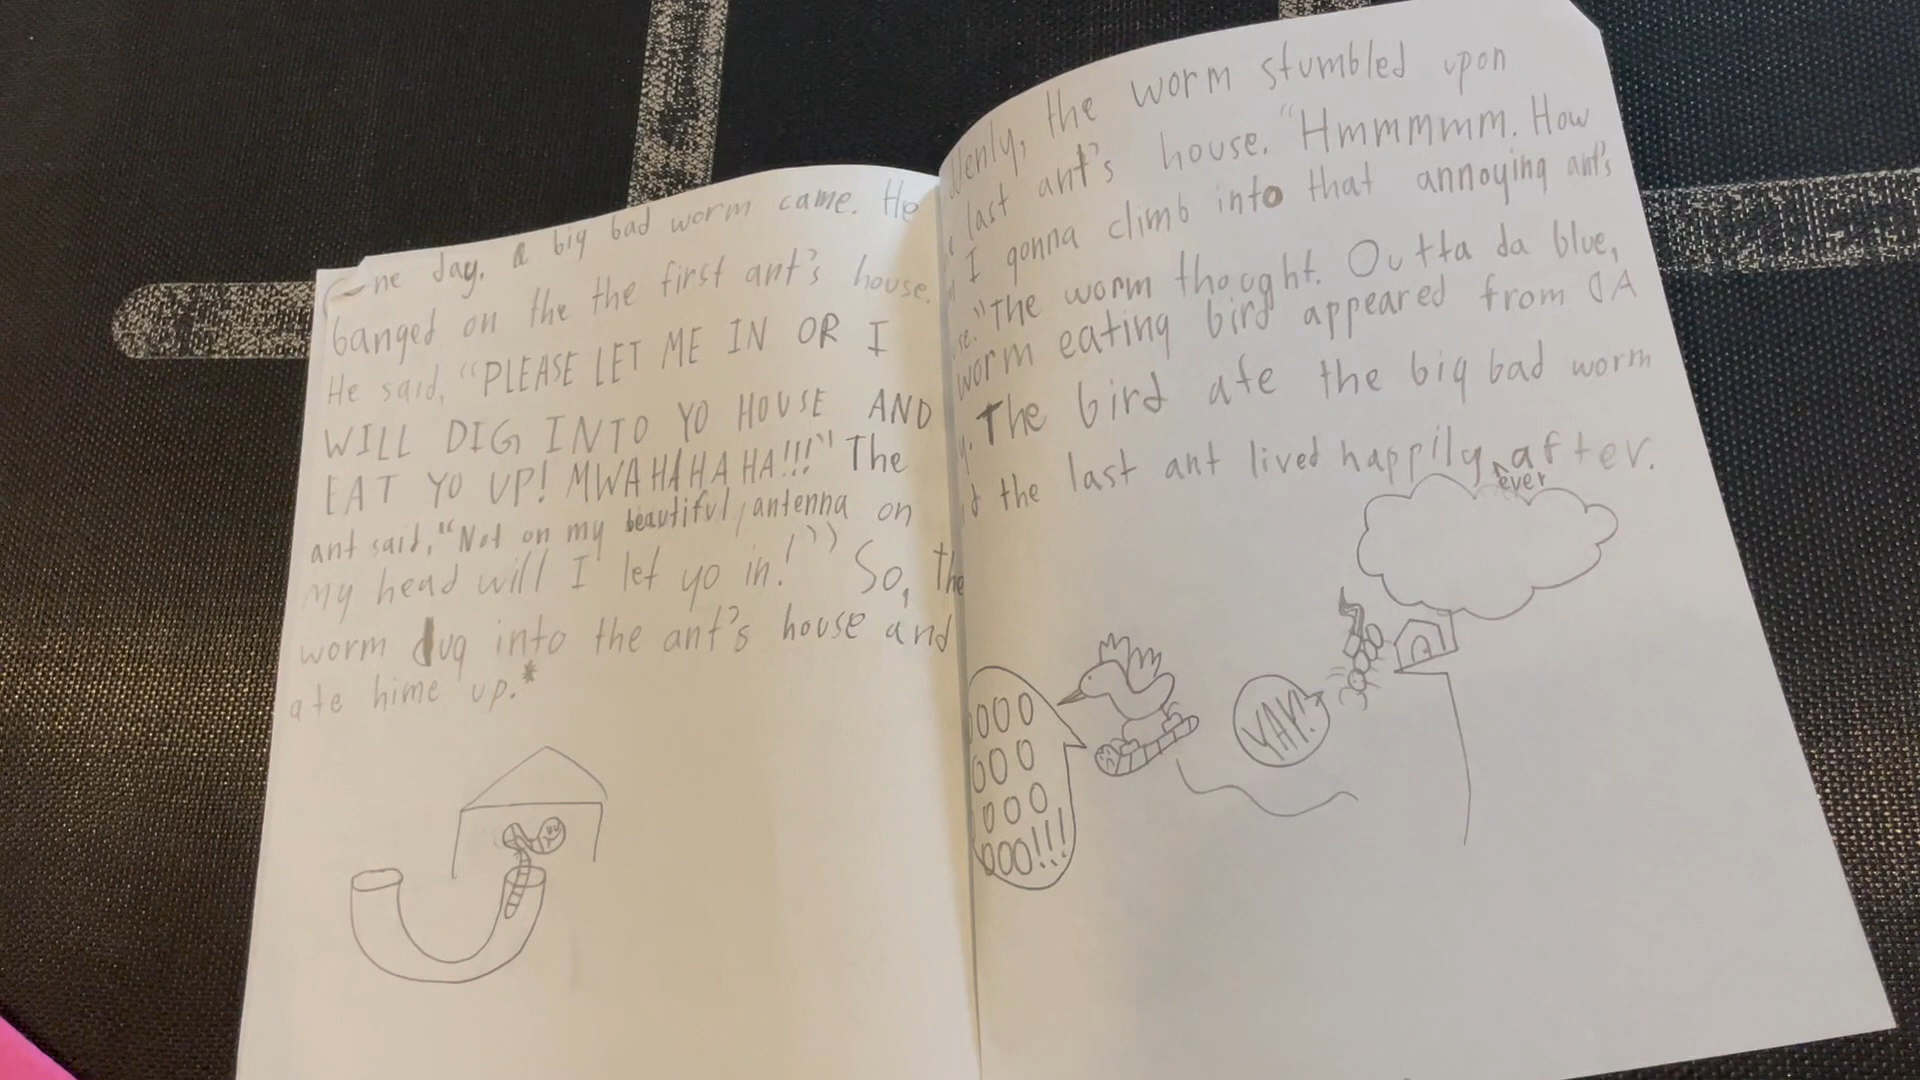 One day, a big bad worm came. He
banged on the the first ant's house.
He said, "PLEASE LET ME IN OR I
WILL DIG INTO YO HOUSE AND
EAT YO UP! MWAHAHAHA!!!" The
ant said, "Not on my beautiful, antenna on
my head will I let yo in!" So, the
worm dug into the ant's house and
ate hime up.*
denly, the worm stumbled upon
last ant's house. "Hmmmmm. How
I gonna climb into that annoying ant's
se." The worm thought. Outta da blue,
worm eating bird appeared from DA
y. The bird ate the big bad worm
d the last ant lived happily ever after.
OOOO
OOO
OOO
OOO!!!
YAY!